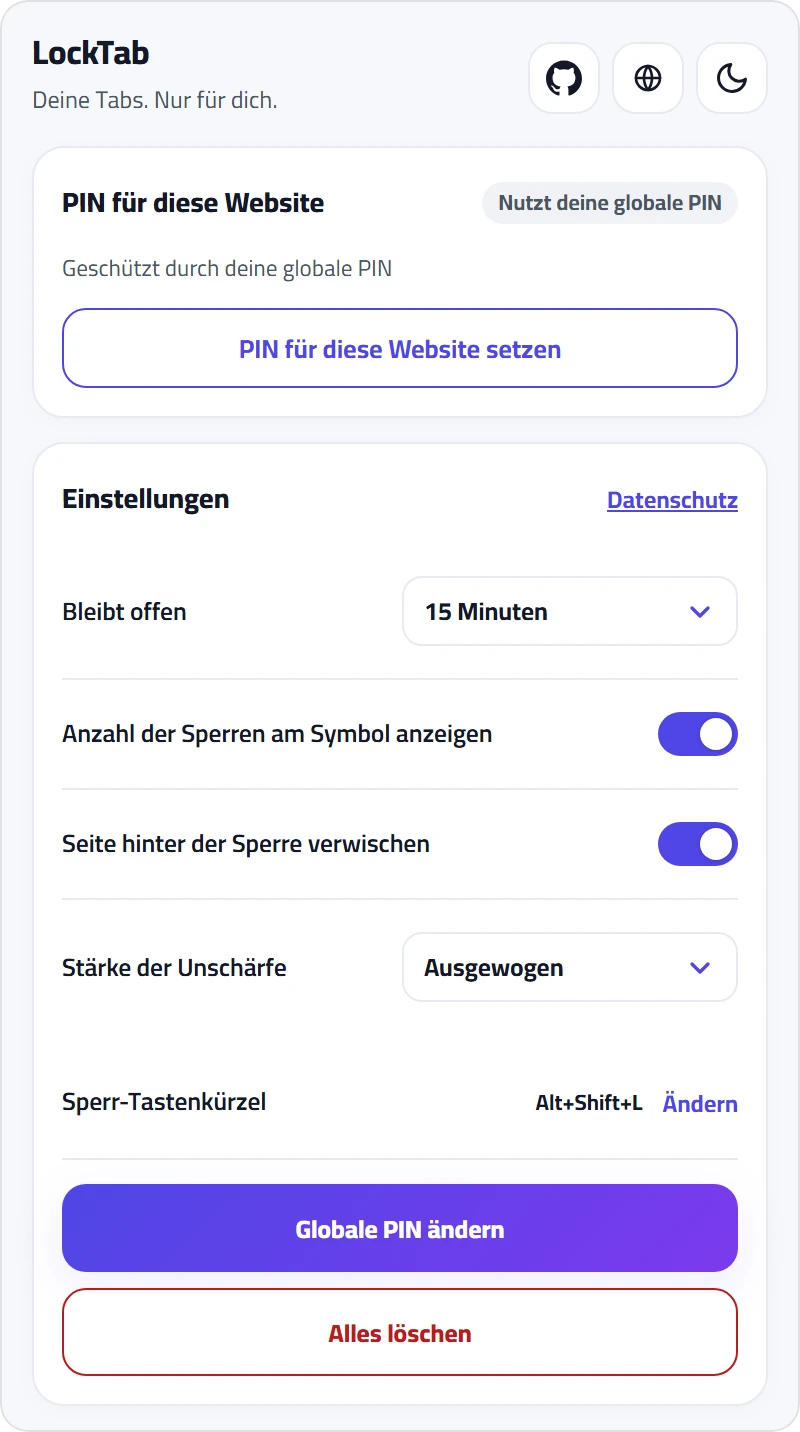 LockTab
Deine Tabs. Nur für dich.
PIN für diese Website
Nutzt deine globale PIN
Geschützt durch deine globale PIN
PIN für diese Website setzen
Einstellungen
Datenschutz
Bleibt offen
15 Minuten
Anzahl der Sperren am Symbol anzeigen
Seite hinter der Sperre verwischen
Stärke der Unschärfe
Ausgewogen
Sperr-Tastenkürzel
Alt+Shift+L
Ändern
Globale PIN ändern
Alles löschen